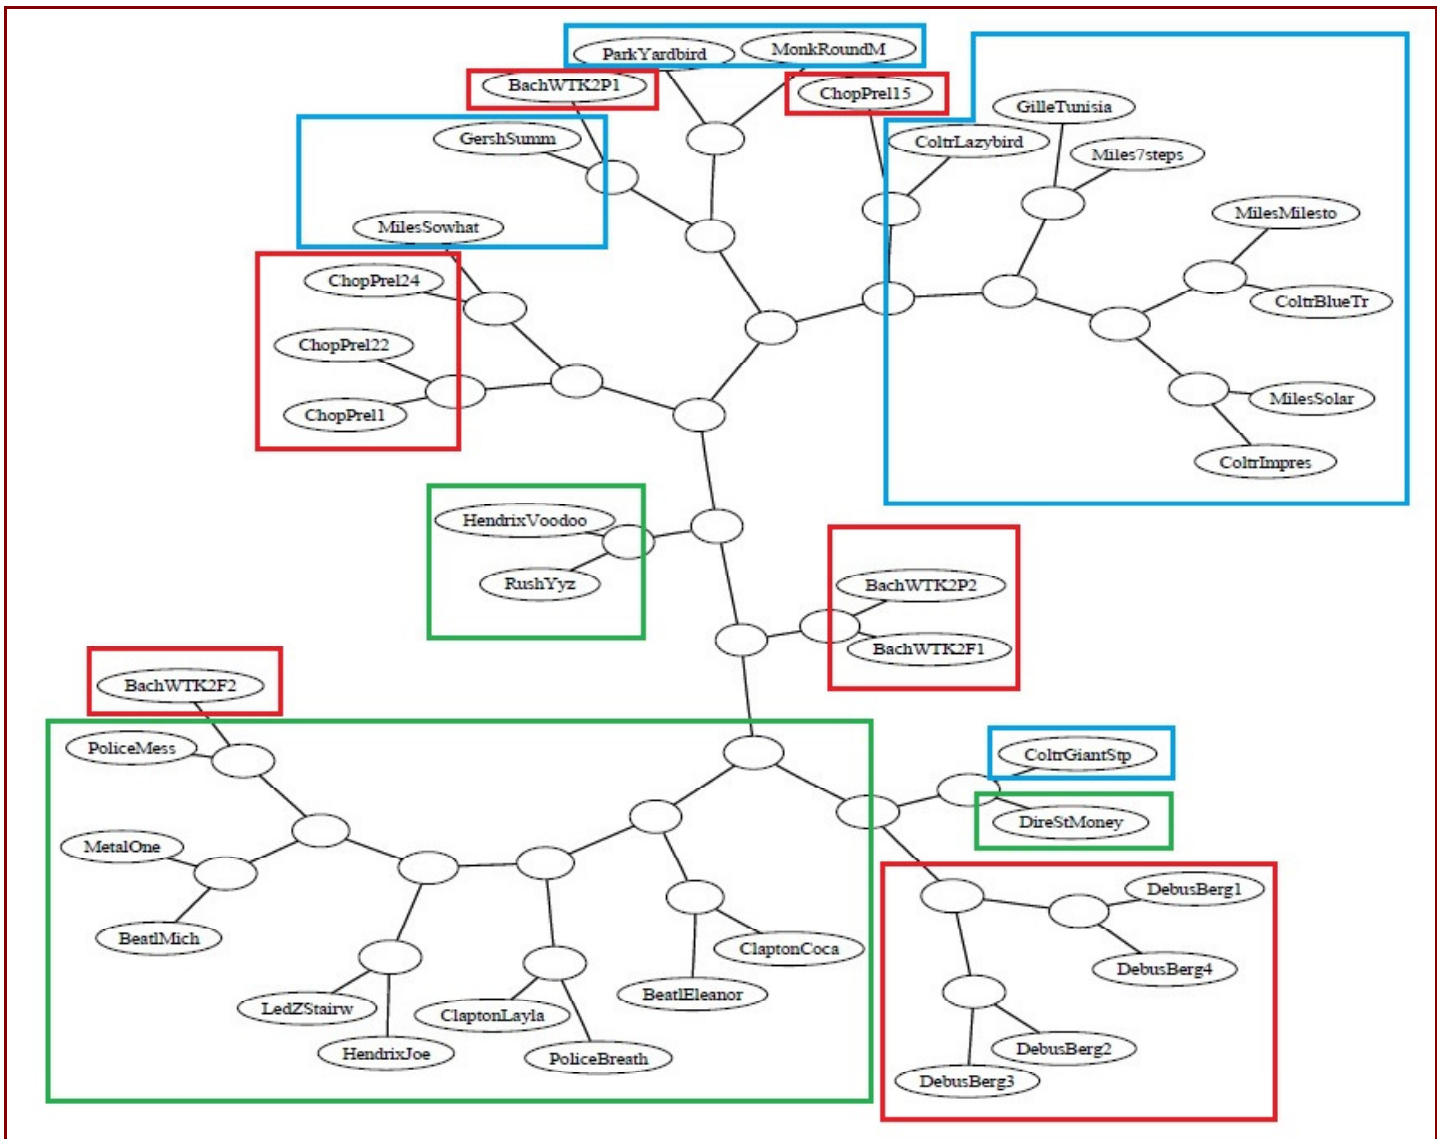 ParkYardbird
MonkRoundM
BachWTK2P1
ChopPrel15
GilleTunisia
GershSumm
ColtrLazybird
Miles7steps
MilesSowhat
MilesMilesto
ChopPrel24
ColtrBlueTr
ChopPrel22
MilesSolar
ChopPrel1
ColtrImpres
HendrixVoodoo
RushYyz
BachWTK2P2
BachWTK2F1
BachWTK2F2
PoliceMess
ColtrGiantStp
DireStMoney
MetalOne
DebusBerg1
BeatlMich
ClaptonCoca
DebusBerg4
BeatlEleanor
LedZStairw
ClaptonLayla
HendrixJoe
PoliceBreath
DebusBerg2
DebusBerg3